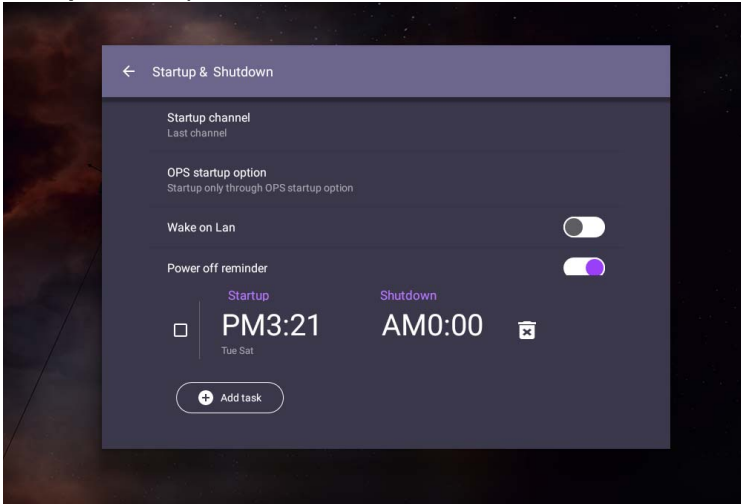 Startup & Shutdown
Startup channel
Last channel
OPS startup option
Startup only through OPS startup option
Wake on Lan
Power off reminder
Startup Shutdown
PM3:21 AM0:00
Tue Sat
Add task